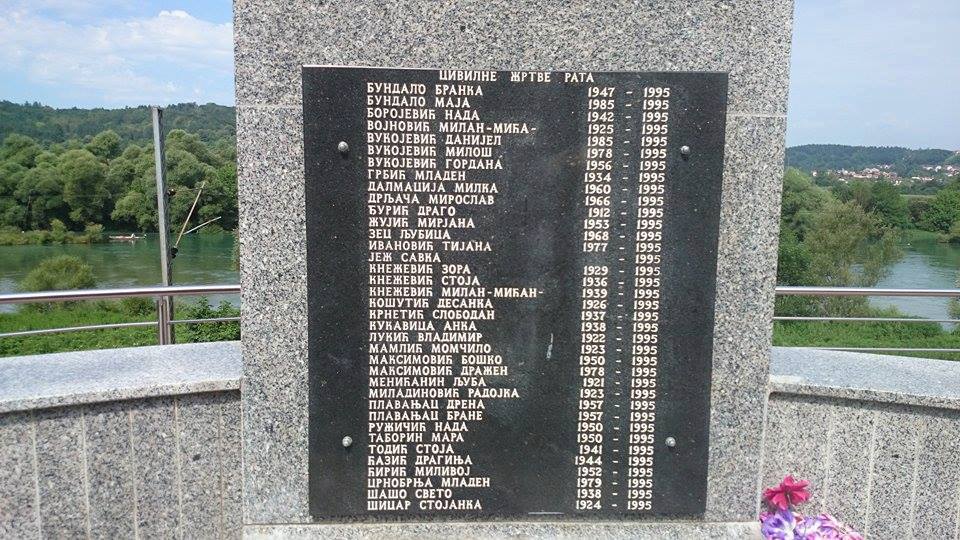 ЦИВИЛНЕ ЖРТВЕ РАТА
БУНДАЛО БРАНКА 1947 - 1995
БУНДАЛО МАЈА 1985 - 1995
БОРОЈЕВИЋ НАДА 1942 - 1995
ВОЈНОВИЋ МИЛАН-МИЋА- 1925 - 1995
ВУКОЈЕВИЋ ДАНИЈЕЛ 1985 - 1995
ВУКОЈЕВИЋ МИЛОШ 1978 - 1995
ВУКОЈЕВИЋ ГОРДАНА 1956 - 1995
ГРБИЋ МЛАДЕН 1934 - 1995
ДАЛМАЦИЈА МИЛКА 1960 - 1995
ДРЉАЧА МИРОСЛАВ 1966 - 1995
ЂУРИЋ ДРАГО 1912 - 1995
ЖУЈИЋ МИРЈАНА 1953 - 1995
ЗЕЦ ЉУБИЦА 1968 - 1995
ИВАНОВИЋ ТИЈАНА 1977 - 1995
ЈЕЖ САВКА - 1995
КНЕЖЕВИЋ ЗОРА 1929 - 1995
КНЕЖЕВИЋ СТОЈА 1936 - 1995
КНЕЖЕВИЋ МИЛАН-МИЋАН- 1939 - 1995
КОШУТИЋ ДЕСАНКА 1926 - 1995
КРНЕТИЋ СЛОБОДАН 1937 - 1995
КУКАВИЦА АНКА 1938 - 1995
ЛУКИЋ ВЛАДИМИР 1922 - 1995
МАМЛИЋ МОМЧИЛО 1923 - 1995
МАКСИМОВИЋ БОШКО 1950 - 1995
МАКСИМОВИЋ ДРАЖЕН 1978 - 1995
МЕНИЋАНИН ЉУБА 1921 - 1995
МИЛАДИНОВИЋ РАДОЈКА 1923 - 1995
ПЛАВАЊАЦ ДРЕНА 1957 - 1995
ПЛАВАЊАЦ БРАНЕ 1957 - 1995
РУЖИЧИЋ НАДА 1950 - 1995
ТАБОРИН МАРА 1950 - 1995
ТОДИЋ СТОЈА 1941 - 1995
ЋАЗИЋ ДРАГИЊА 1944 - 1995
ЋИРИЋ МИЛИВОЈ 1952 - 1995
ЦРНОБРЊА МЛАДЕН 1979 - 1995
ШАШО СВЕТО 1938 - 1995
ШИЦАР СТОЈАНКА 1924 - 1995